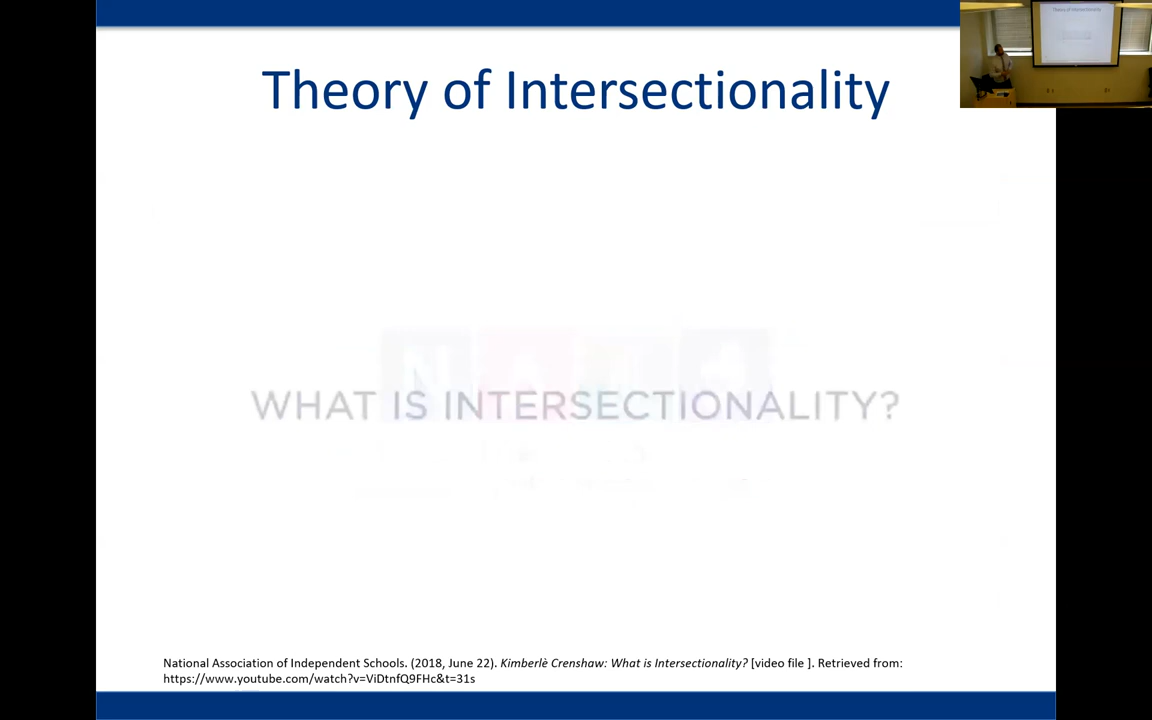 Theory of Intersectionality
WHAT IS INTERSECTIONALITY?
National Association of Independent Schools. (2018, June 22). Kimberlè Crenshaw: What is Intersectionality? [video file ]. Retrieved from:
https://www.youtube.com/watch?v=ViDtnfQ9FHc&t=31s